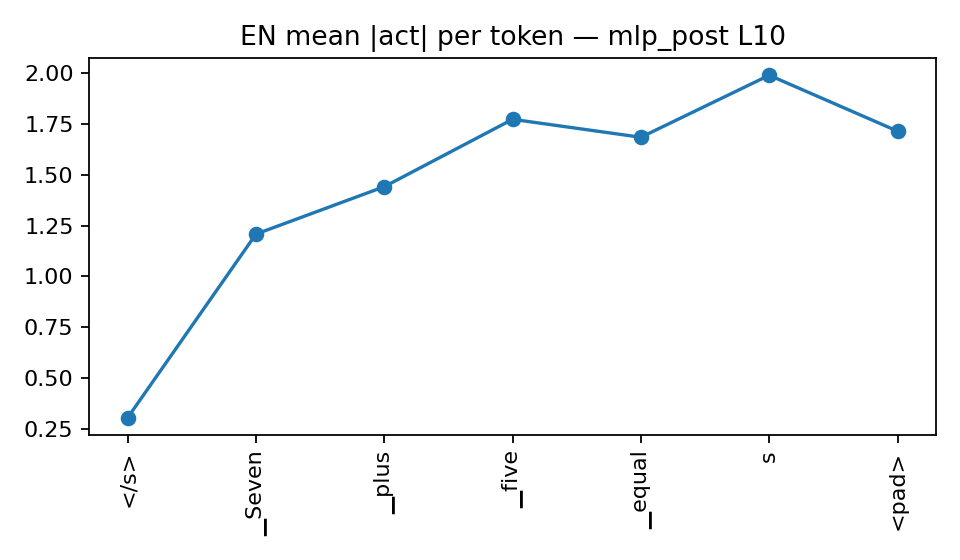 EN mean |act| per token — mlp_post L10
2.00
1.75
1.50
1.25
1.00
0.75
0.50
0.25
</s>
▁Seven
▁plus
▁five
▁equal
s
<pad>